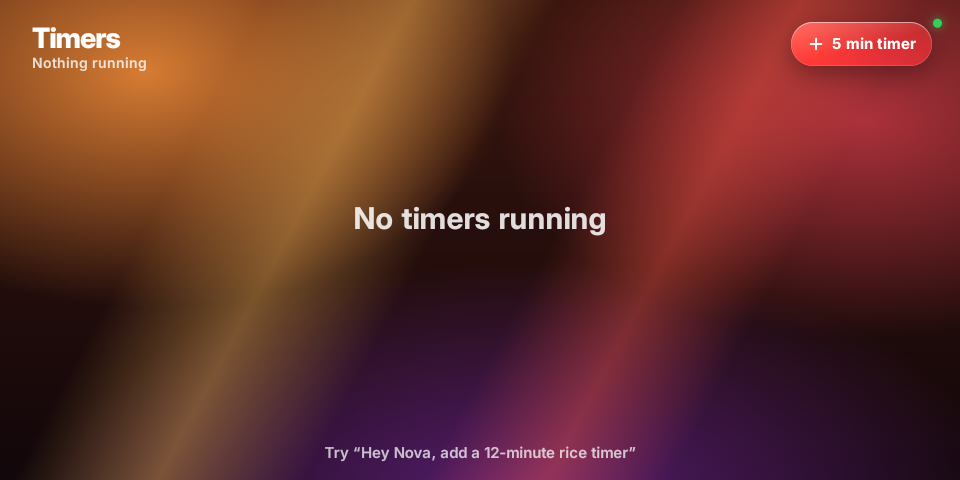 Timers
Nothing running
+ 5 min timer
No timers running
Try “Hey Nova, add a 12-minute rice timer”